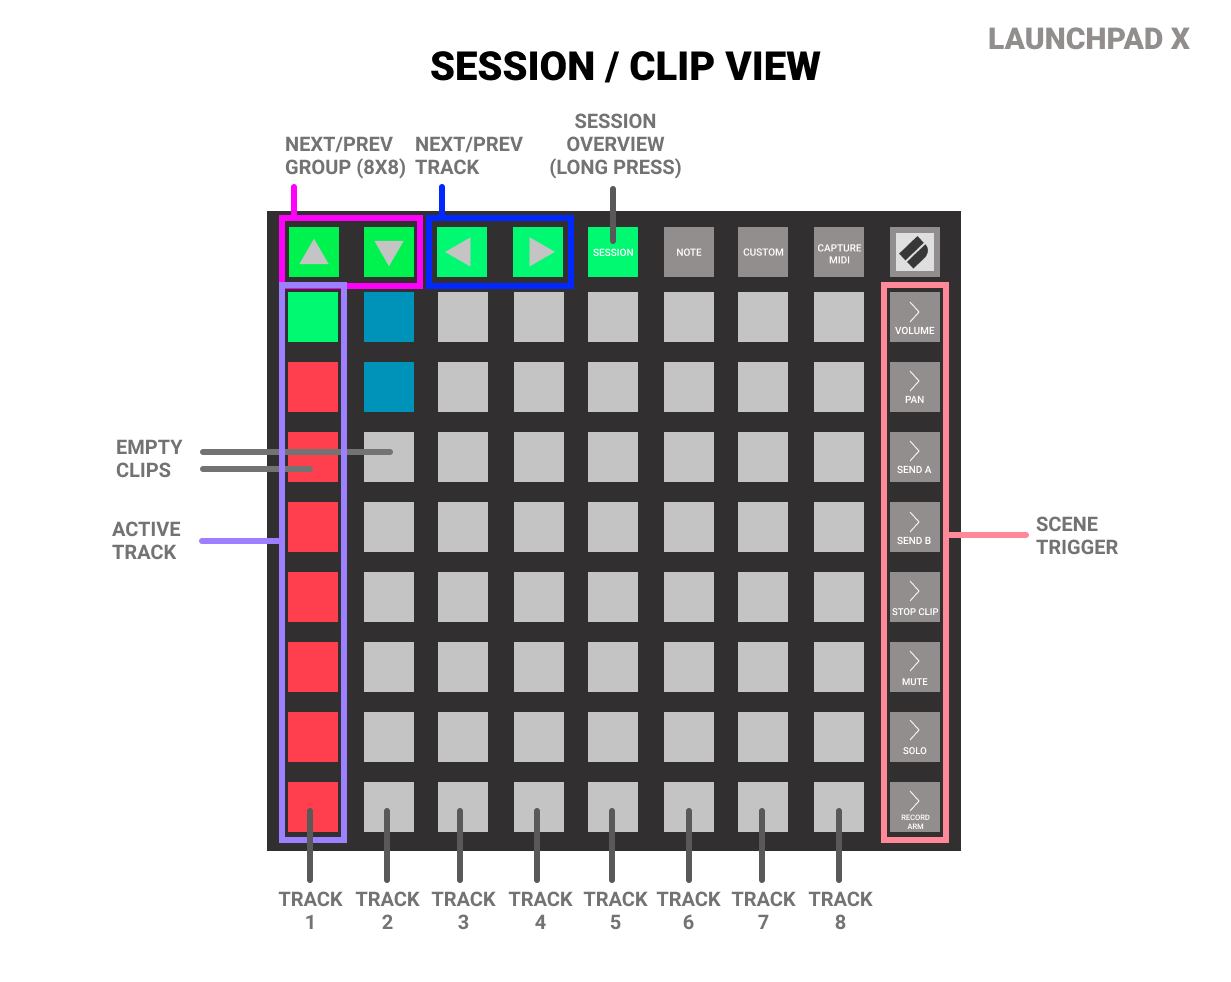 LAUNCHPAD X
SESSION / CLIP VIEW
NEXT/PREV
GROUP (8X8)
NEXT/PREV
TRACK
SESSION
OVERVIEW
(LONG PRESS)
SESSION
NOTE
CUSTOM
CAPTURE
MIDI
VOLUME
PAN
SEND A
SEND B
STOP CLIP
MUTE
SOLO
RECORD
ARM
EMPTY
CLIPS
ACTIVE
TRACK
SCENE
TRIGGER
TRACK
1
TRACK
2
TRACK
3
TRACK
4
TRACK
5
TRACK
6
TRACK
7
TRACK
8